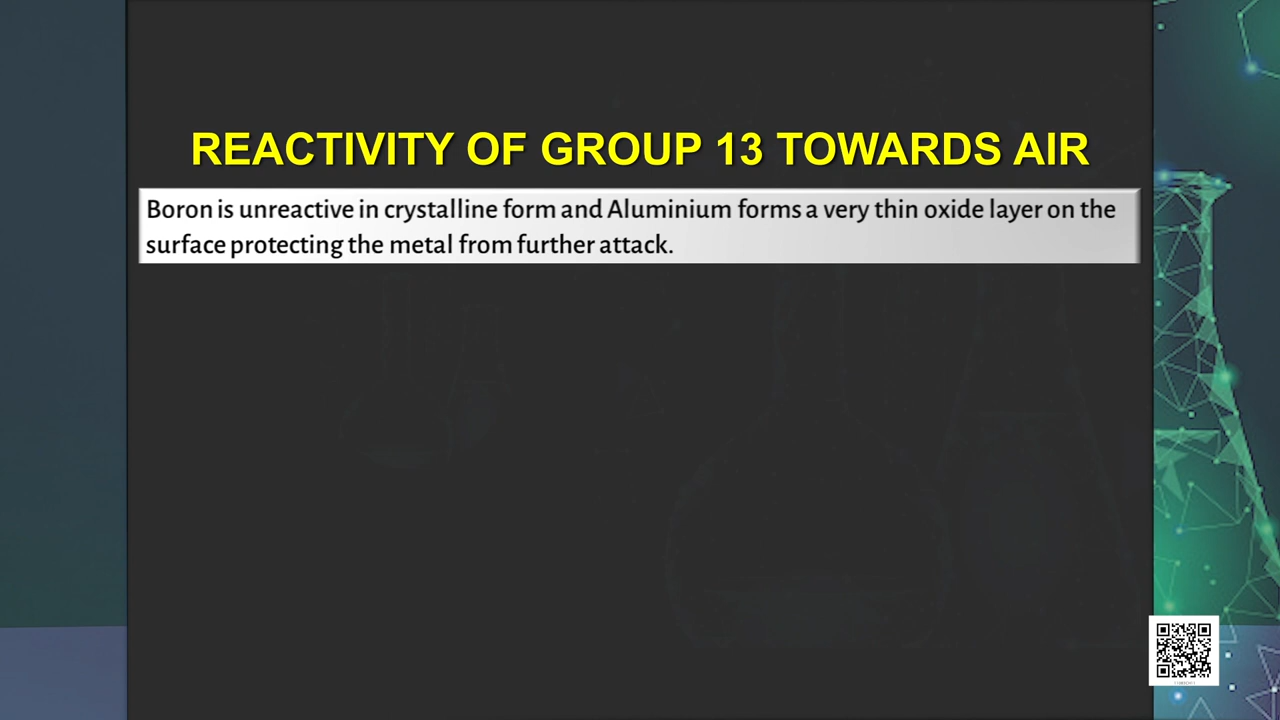 REACTIVITY OF GROUP 13 TOWARDS AIR
Boron is unreactive in crystalline form and Aluminium forms a very thin oxide layer on the
surface protecting the metal from further attack.